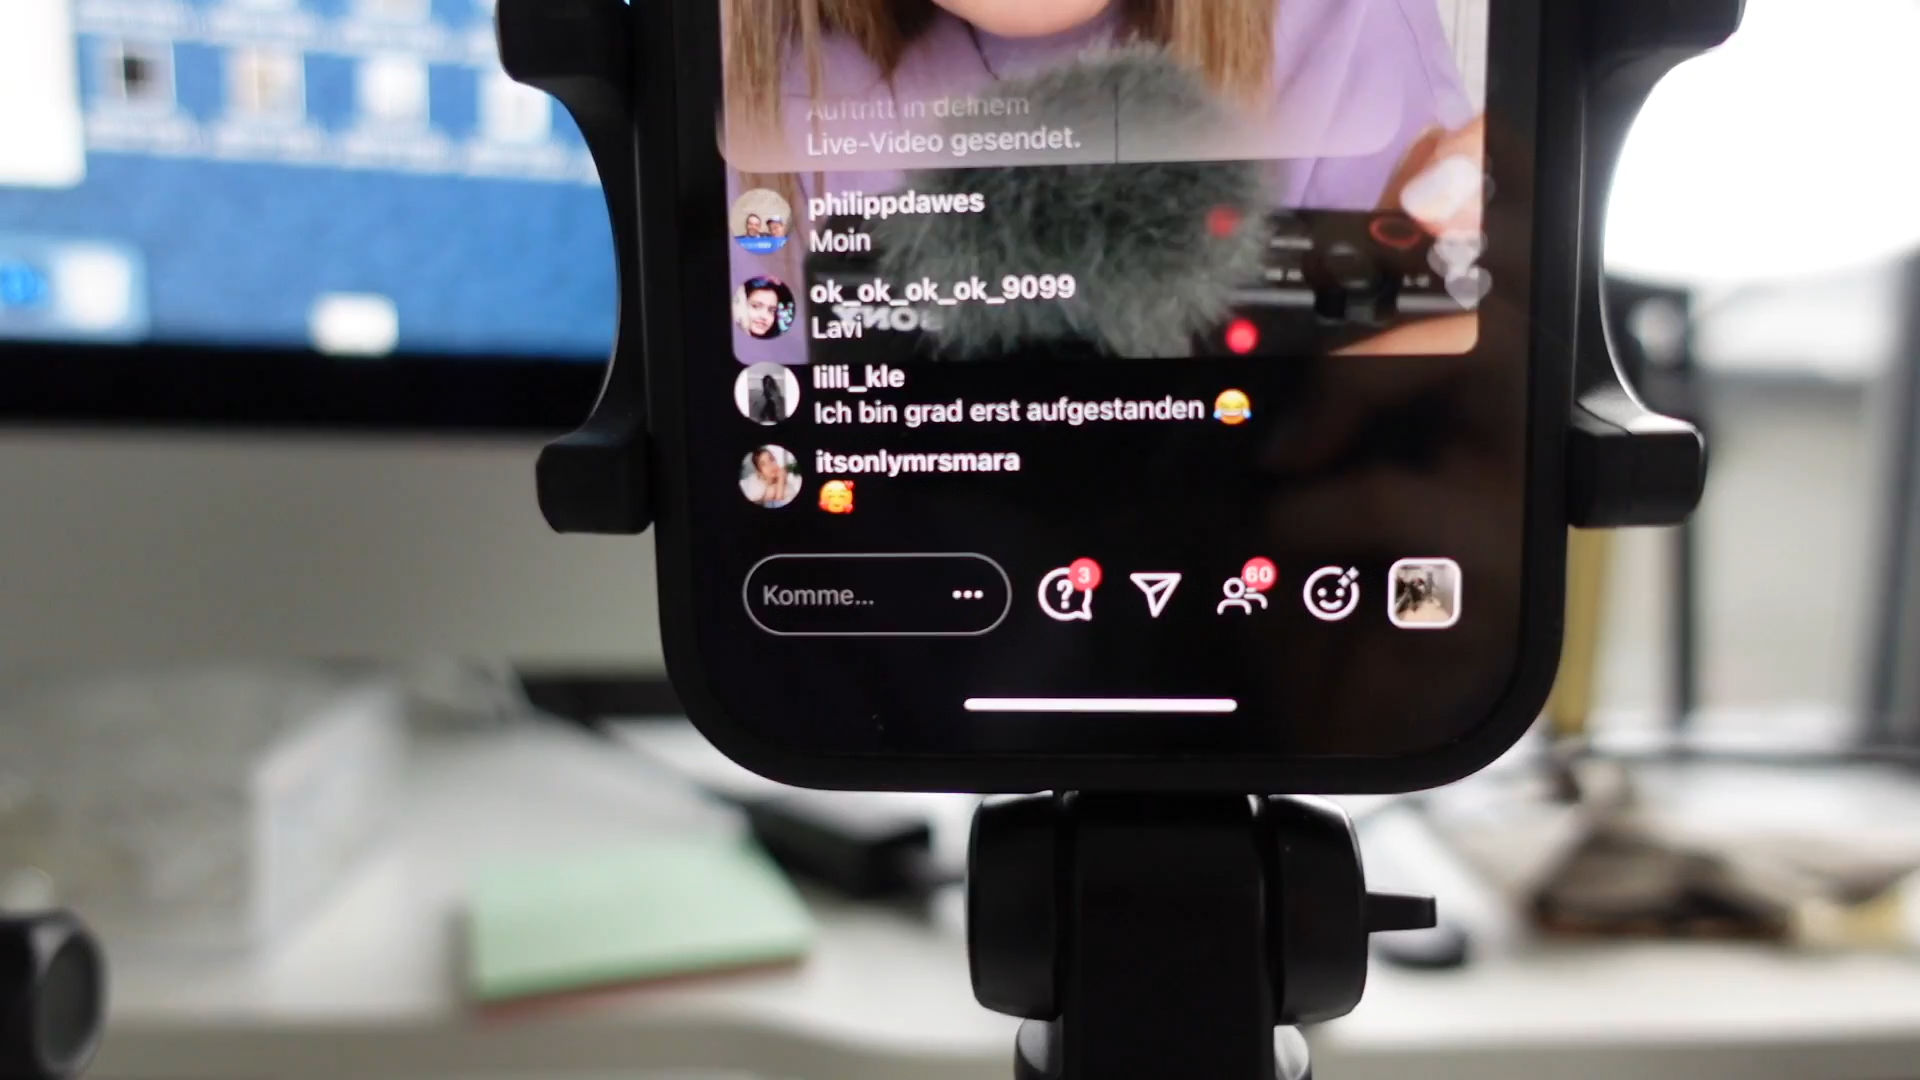 Auftritt in deinem
Live-Video gesendet.
philippdawes
Moin
ok_ok_ok_ok_9099
Lavi
SONY
lilli_kle
Ich bin grad erst aufgestanden 😂
itsonlymrsmara
🥰
Komme...
3
60